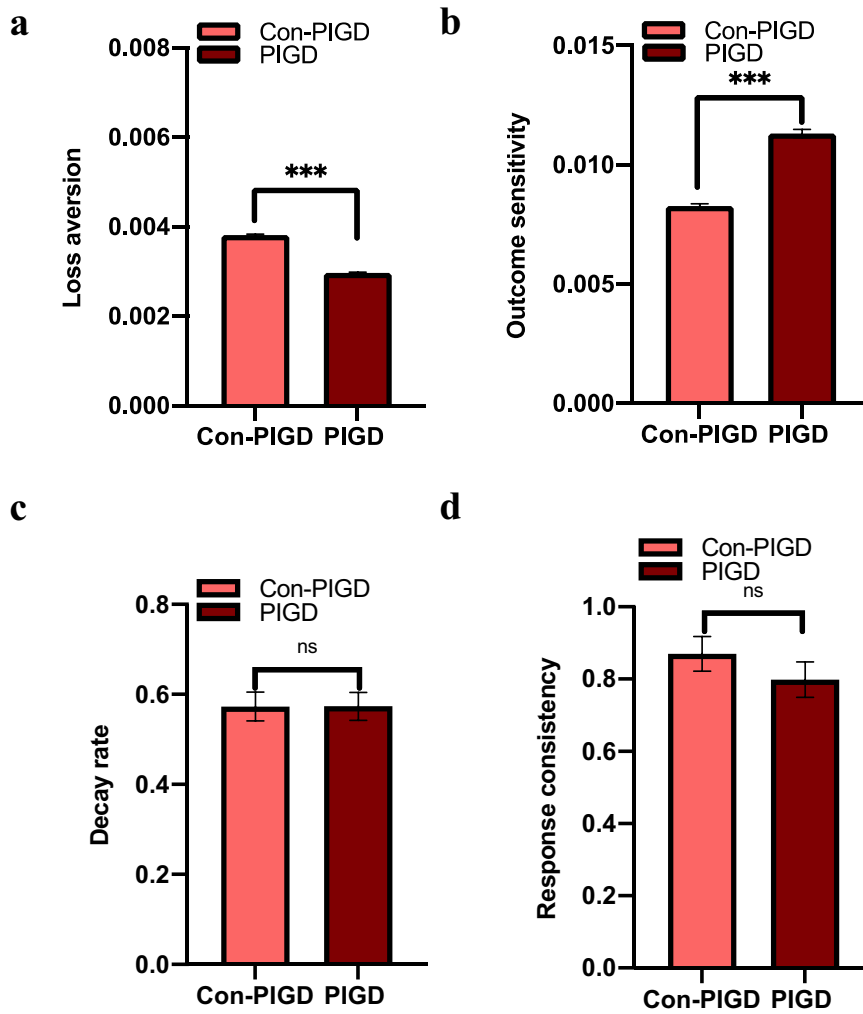 a
Con-PIGD
PIGD
0.008
0.006
0.004
0.002
0.000
Loss aversion
***
Con-PIGD PIGD
b
Con-PIGD
PIGD
0.015
0.010
0.005
0.000
Outcome sensitivity
***
Con-PIGD PIGD
c
Con-PIGD
PIGD
0.8
0.6
0.4
0.2
0.0
Decay rate
ns
Con-PIGD PIGD
d
Con-PIGD
PIGD
1.0
0.8
0.6
0.4
0.2
0.0
Response consistency
ns
Con-PIGD PIGD